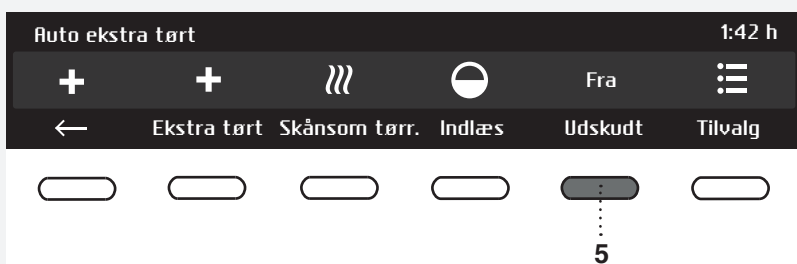 Auto ekstra tørt 1:42 h
Fra
← Ekstra tørt Skånsom tørr. Indlæs Udskudt Tilvalg
5